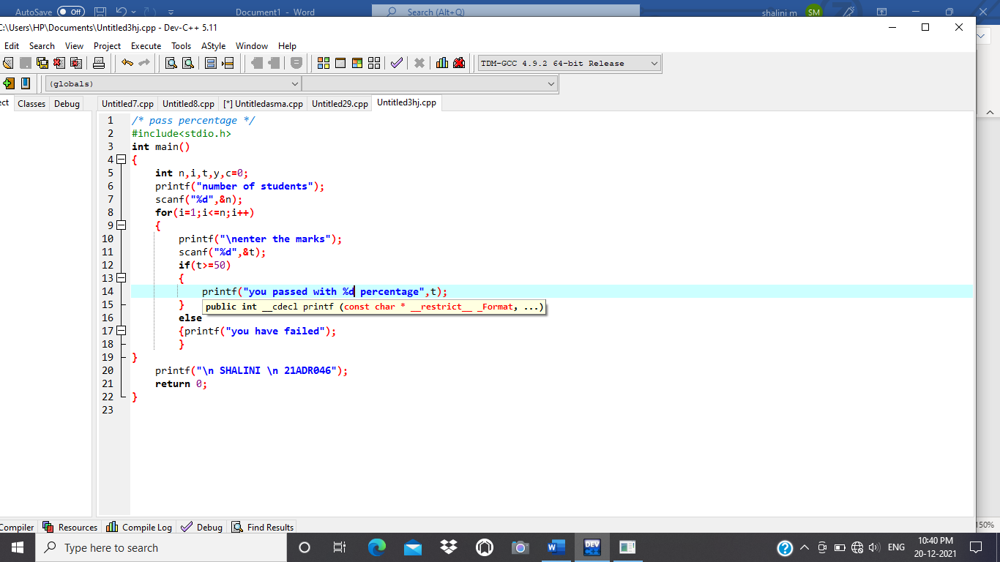 AutoSave Off Document1 - Word Search (Alt+Q) shalini m SM
C:\Users\HP\Documents\Untitled3hj.cpp - Dev-C++ 5.11
Edit Search View Project Execute Tools AStyle Window Help
TDM-GCC 4.9.2 64-bit Release
(globals)
ect Classes Debug Untitled7.cpp Untitled8.cpp [*] Untitledasma.cpp Untitled29.cpp Untitled3hj.cpp
1 /* pass percentage */
2 #include<stdio.h>
3 int main()
4 {
5 int n,i,t,y,c=0;
6 printf("number of students");
7 scanf("%d",&n);
8 for(i=1;i<=n;i++)
9 {
10 printf("\nenter the marks");
11 scanf("%d",&t);
12 if(t>=50)
13 {
14 printf("you passed with %d percentage",t);
15 } public int __cdecl printf (const char * __restrict__ _Format, ...)
16 else
17 {printf("you have failed");
18 }
19 }
20 printf("\n SHALINI \n 21ADR046");
21 return 0;
22 }
23
Compiler Resources Compile Log Debug Find Results 150%
Type here to search W DEV C++ ENG 10:40 PM
20-12-2021